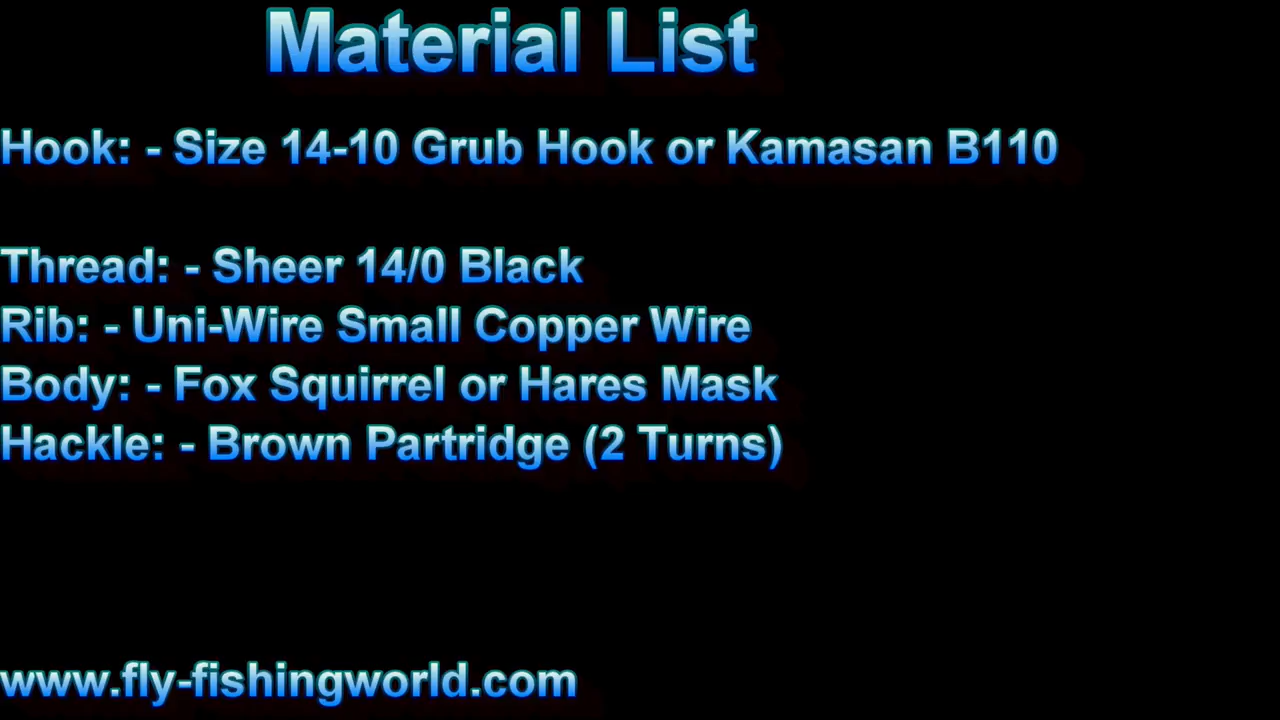 Material List
Hook: - Size 14-10 Grub Hook or Kamasan B110
Thread: - Sheer 14/0 Black
Rib: - Uni-Wire Small Copper Wire
Body: - Fox Squirrel or Hares Mask
Hackle: - Brown Partridge (2 Turns)
www.fly-fishingworld.com